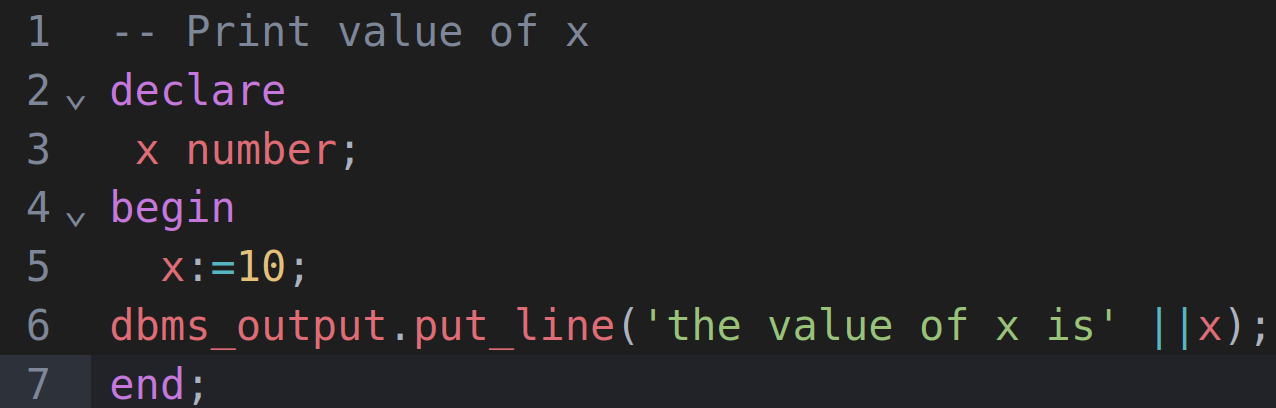 1 -- Print value of x
2 declare
3  x number;
4 begin
5   x:=10;
6 dbms_output.put_line('the value of x is' ||x);
7 end;